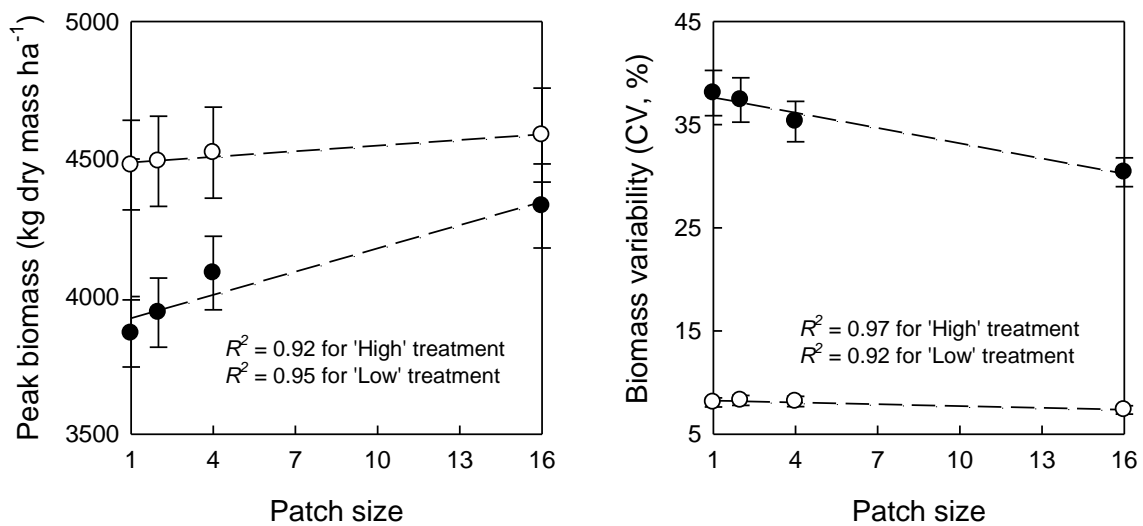 Peak biomass (kg dry mass ha⁻¹)
5000
4500
4000
3500
R² = 0.92 for 'High' treatment
R² = 0.95 for 'Low' treatment
1 4 7 10 13 16
Patch size
Biomass variability (CV, %)
45
35
25
15
5
R² = 0.97 for 'High' treatment
R² = 0.92 for 'Low' treatment
1 4 7 10 13 16
Patch size